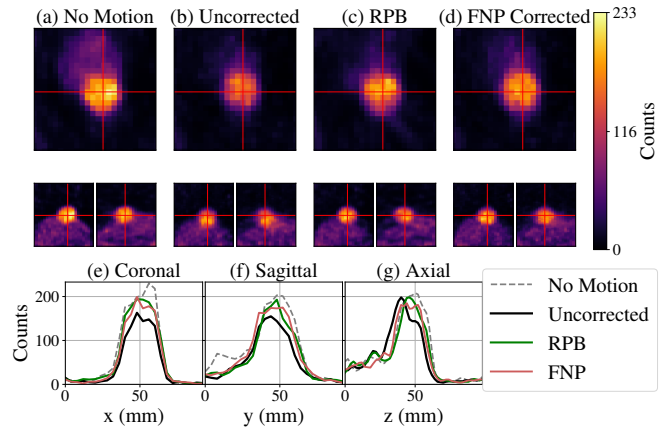 (a) No Motion
(b) Uncorrected
(c) RPB
(d) FNP Corrected
233
116
0
Counts
(e) Coronal
(f) Sagittal
(g) Axial
Counts
200
100
0
0
50
x (mm)
0
50
y (mm)
0
50
z (mm)
No Motion
Uncorrected
RPB
FNP